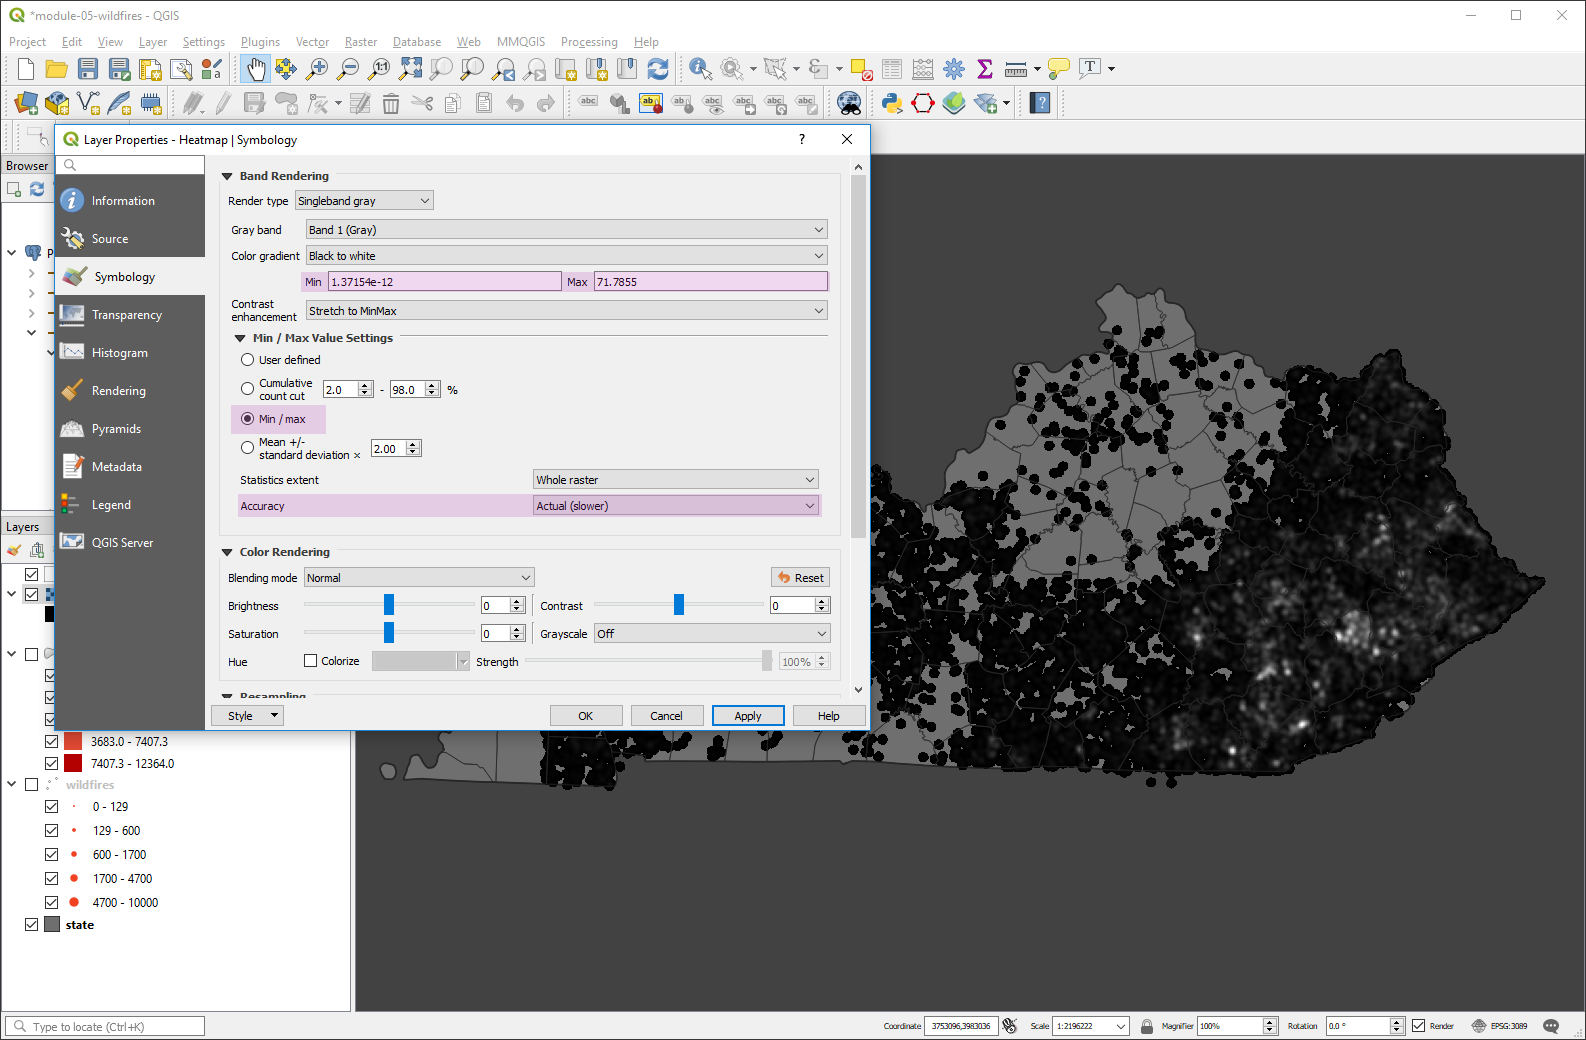 *module-05-wildfires - QGIS
Project Edit View Layer Settings Plugins Vector Raster Database Web MMQGIS Processing Help
Layer Properties - Heatmap | Symbology
?
Browser
P
Layers
Information
Source
Symbology
Transparency
Histogram
Rendering
Pyramids
Metadata
Legend
QGIS Server
Band Rendering
Render type Singleband gray
Gray band Band 1 (Gray)
Color gradient Black to white
Min 1.37154e-12 Max 71.7855
Contrast
enhancement Stretch to MinMax
Min / Max Value Settings
User defined
Cumulative
count cut 2.0 - 98.0 %
Min / max
Mean +/-
standard deviation × 2.00
Statistics extent Whole raster
Accuracy Actual (slower)
Color Rendering
Blending mode Normal Reset
Brightness 0 Contrast 0
Saturation 0 Grayscale Off
Hue Colorize Strength 100%
Resampling
Style OK Cancel Apply Help
3683.0 - 7407.3
7407.3 - 12364.0
wildfires
0 - 129
129 - 600
600 - 1700
1700 - 4700
4700 - 10000
state
Type to locate (Ctrl+K) Coordinate 3753096,3983036 Scale 1:2196222 Magnifier 100% Rotation 0.0 ° Render EPSG:3089